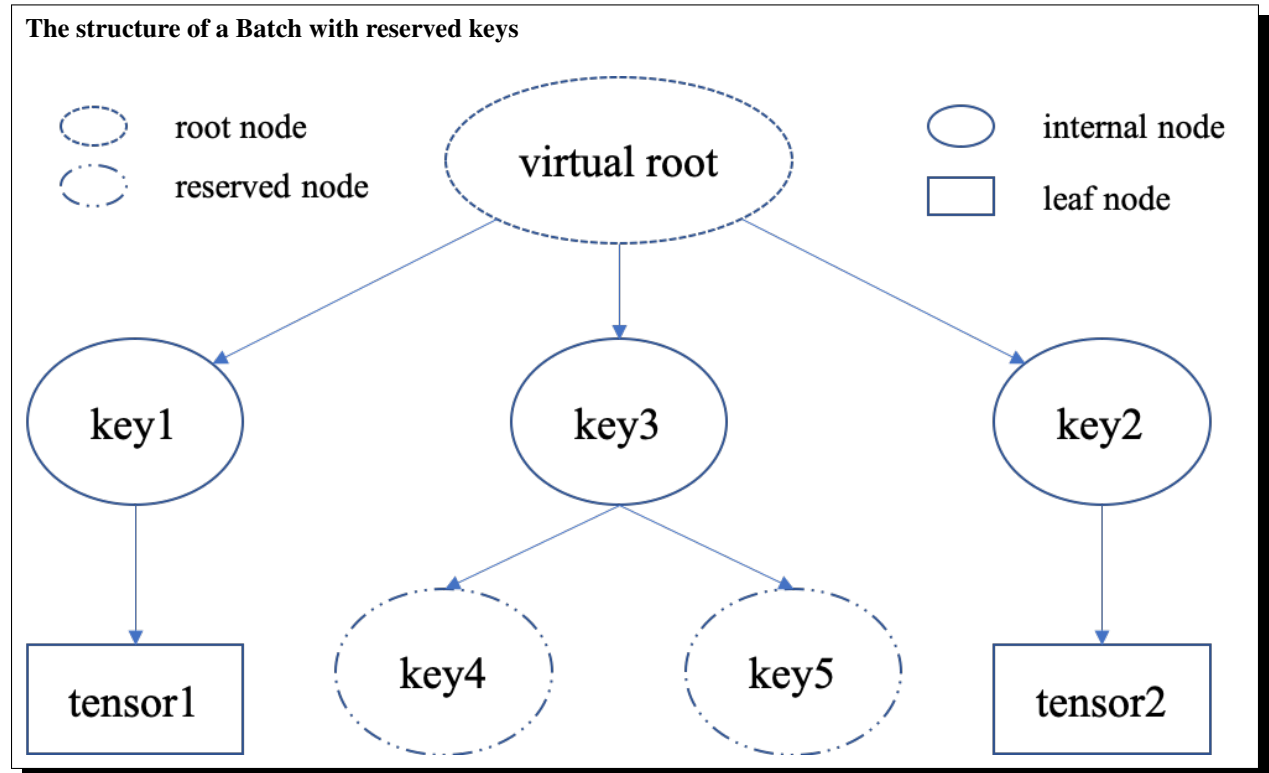 The structure of a Batch with reserved keys
root node
reserved node
virtual root
internal node
leaf node
key1
key3
key2
key4
key5
tensor1
tensor2